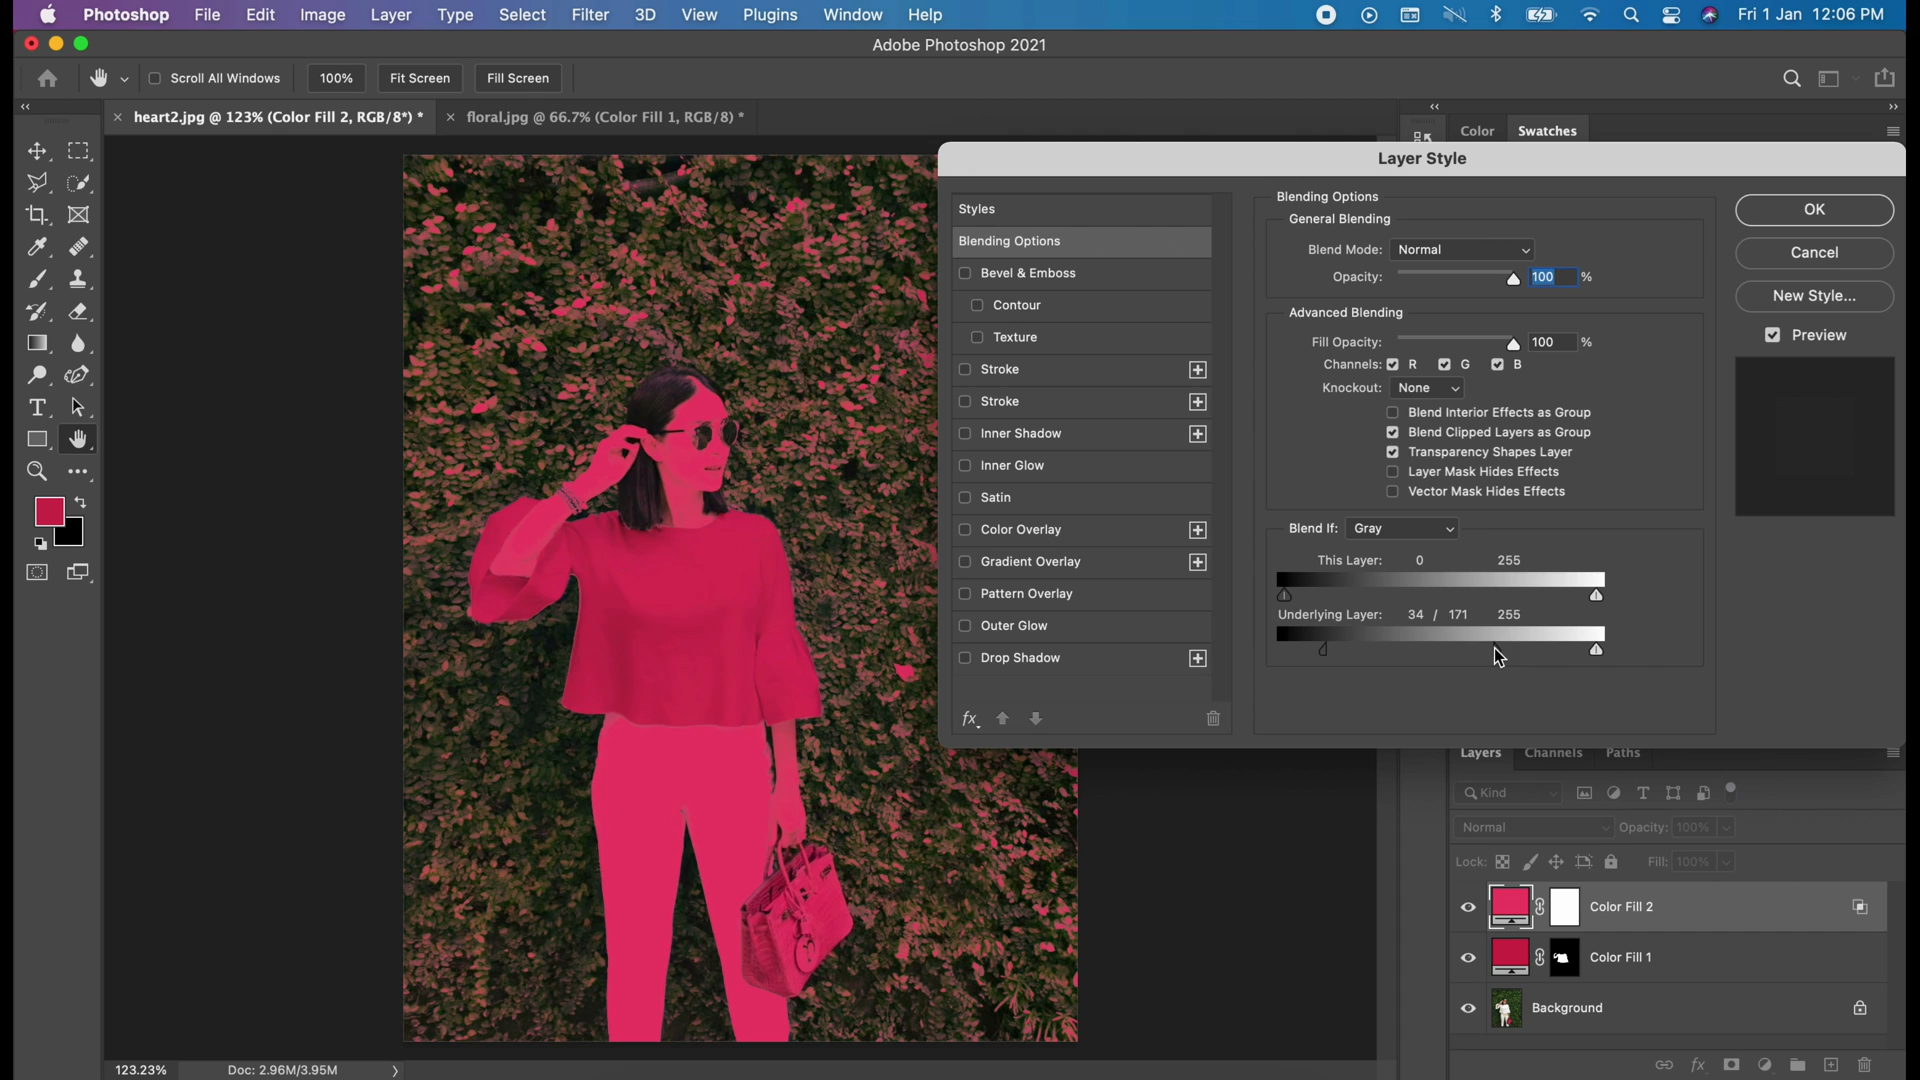 Photoshop File Edit Image Layer Type Select Filter 3D View Plugins Window Help Fri 1 Jan 12:06 PM
Adobe Photoshop 2021
Scroll All Windows 100% Fit Screen Fill Screen
heart2.jpg @ 123% (Color Fill 2, RGB/8*) * floral.jpg @ 66.7% (Color Fill 1, RGB/8) *
Color Swatches
Layer Style
Styles
Blending Options
Bevel & Emboss
Contour
Texture
Stroke
Stroke
Inner Shadow
Inner Glow
Satin
Color Overlay
Gradient Overlay
Pattern Overlay
Outer Glow
Drop Shadow
fx
Blending Options
General Blending
Blend Mode: Normal
Opacity: 100 %
Advanced Blending
Fill Opacity: 100 %
Channels: R G B
Knockout: None
Blend Interior Effects as Group
Blend Clipped Layers as Group
Transparency Shapes Layer
Layer Mask Hides Effects
Vector Mask Hides Effects
Blend If: Gray
This Layer: 0 255
Underlying Layer: 34 / 171 255
OK
Cancel
New Style...
Preview
Layers Channels Paths
Kind
Normal Opacity: 100%
Lock: Fill: 100%
Color Fill 2
Color Fill 1
Background
fx
123.23% Doc: 2.96M/3.95M